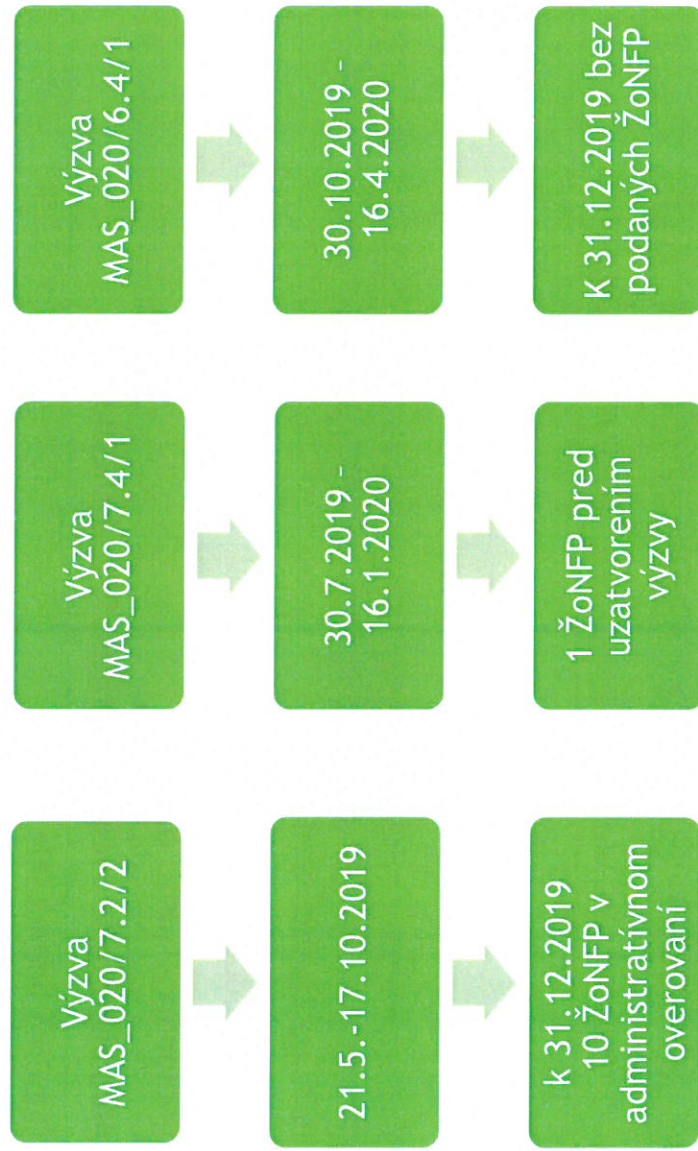 Výzva
MAS_020/7.2/2
21.5.-17.10.2019
k 31.12.2019
10 ŽoNFP v
administratívnom
overovaní
Výzva
MAS_020/7.4/1
30.7.2019 –
16.1.2020
1 ŽoNFP pred
uzatvorením
výzvy
Výzva
MAS_020/6.4/1
30.10.2019 –
16.4.2020
K 31.12.2019 bez
podaných ŽoNFP